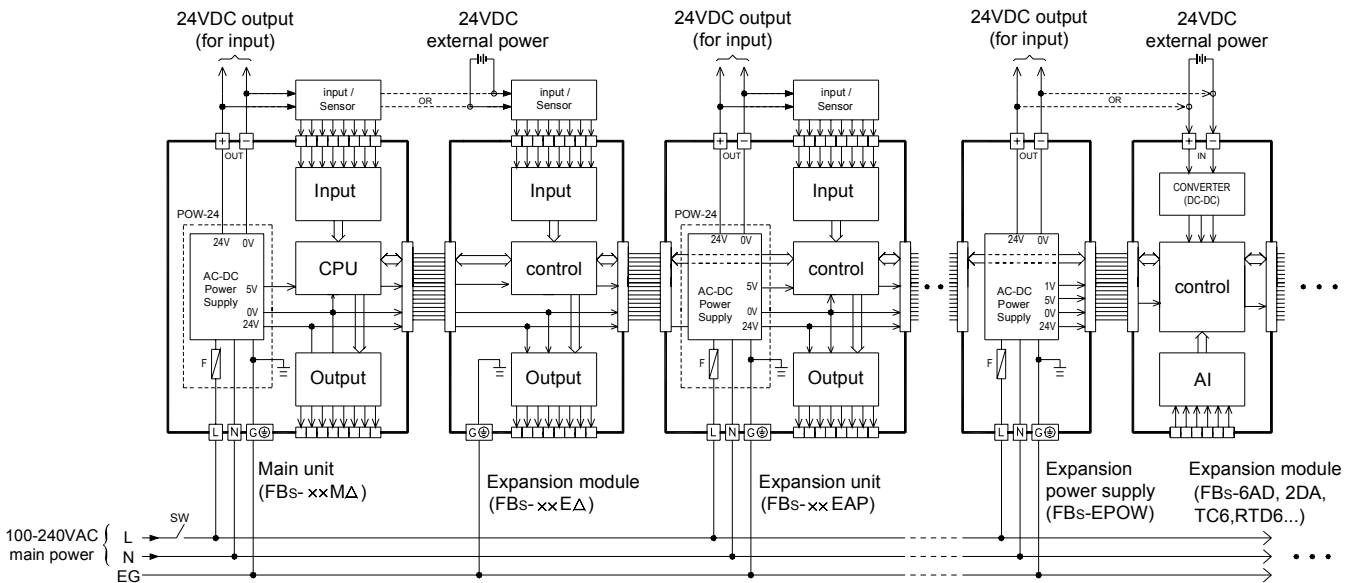 24VDC output
(for input)
24VDC
external power
24VDC output
(for input)
24VDC output
(for input)
24VDC
external power
input /
Sensor
OR
input /
Sensor
input /
Sensor
OR
+ −
OUT
+ −
OUT
+ −
OUT
+ −
IN
Input
Input
Input
CONVERTER
(DC-DC)
POW-24
24V 0V
AC-DC
Power
Supply
5V
0V
24V
CPU
control
POW-24
24V 0V
AC-DC
Power
Supply
5V
0V
24V
control
24V 0V
AC-DC
Power
Supply
1V
5V
0V
24V
control
F
Output
Output
F
Output
F
AI
L N G
G
L N G
L N G
Main unit
(FBs- ××M∆)
Expansion module
(FBs- ××E∆)
Expansion unit
(FBs- ××EAP)
Expansion
power supply
(FBs-EPOW)
Expansion module
(FBs-6AD, 2DA,
TC6,RTD6...)
100-240VAC
main power
L
SW
N
EG